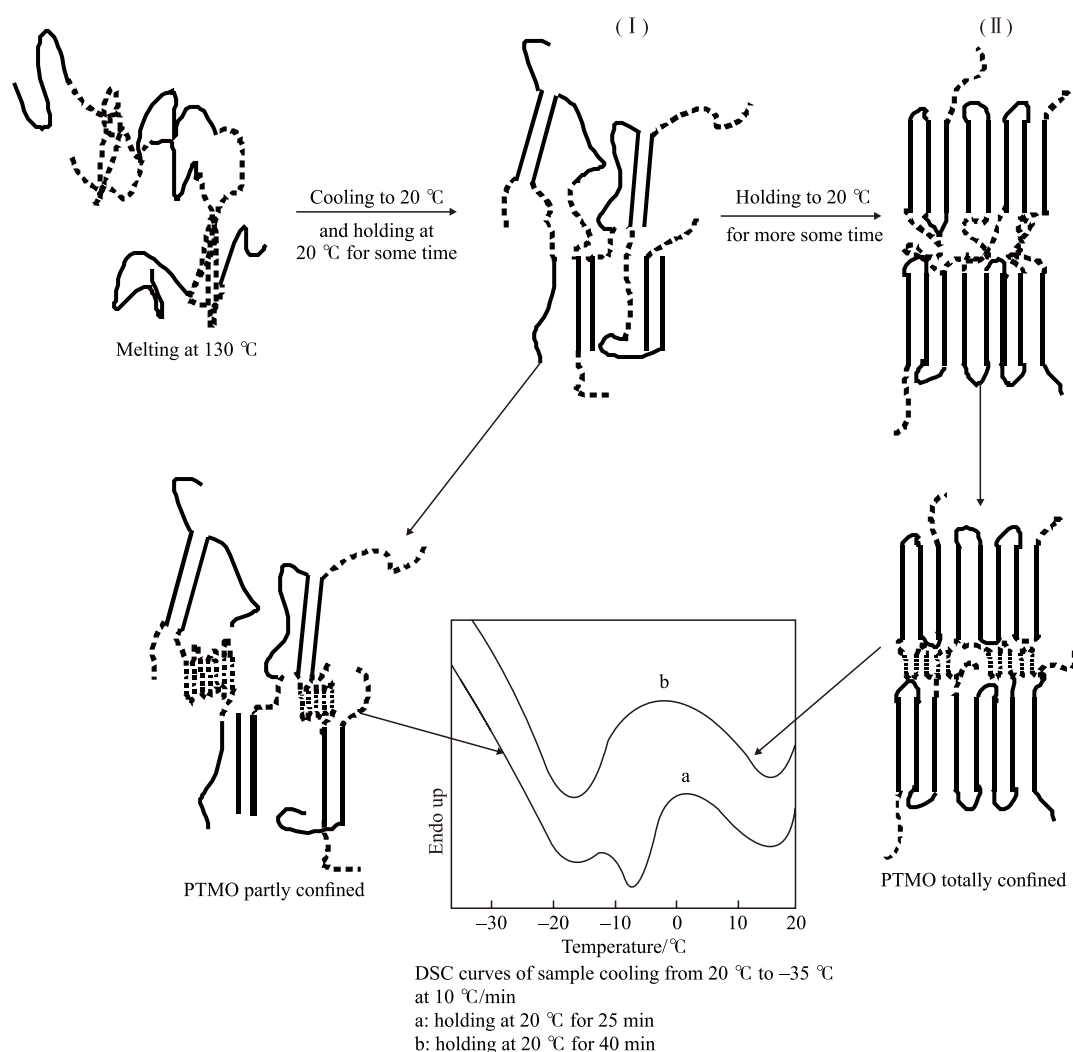 (Ⅰ)
(Ⅱ)
Cooling to 20 ℃
and holding at
20 ℃ for some time
Holding to 20 ℃
for more some time
Melting at 130 ℃
b
a
Endo up
−30
−20
−10
0
10
20
Temperature/℃
PTMO partly confined
PTMO totally confined
DSC curves of sample cooling from 20 ℃ to −35 ℃
at 10 ℃/min
a: holding at 20 ℃ for 25 min
b: holding at 20 ℃ for 40 min